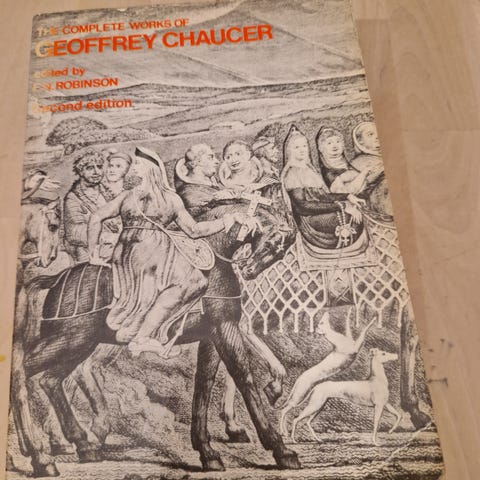 THE COMPLETE WORKS OF
GEOFFREY CHAUCER
edited by
F.N. ROBINSON
second edition